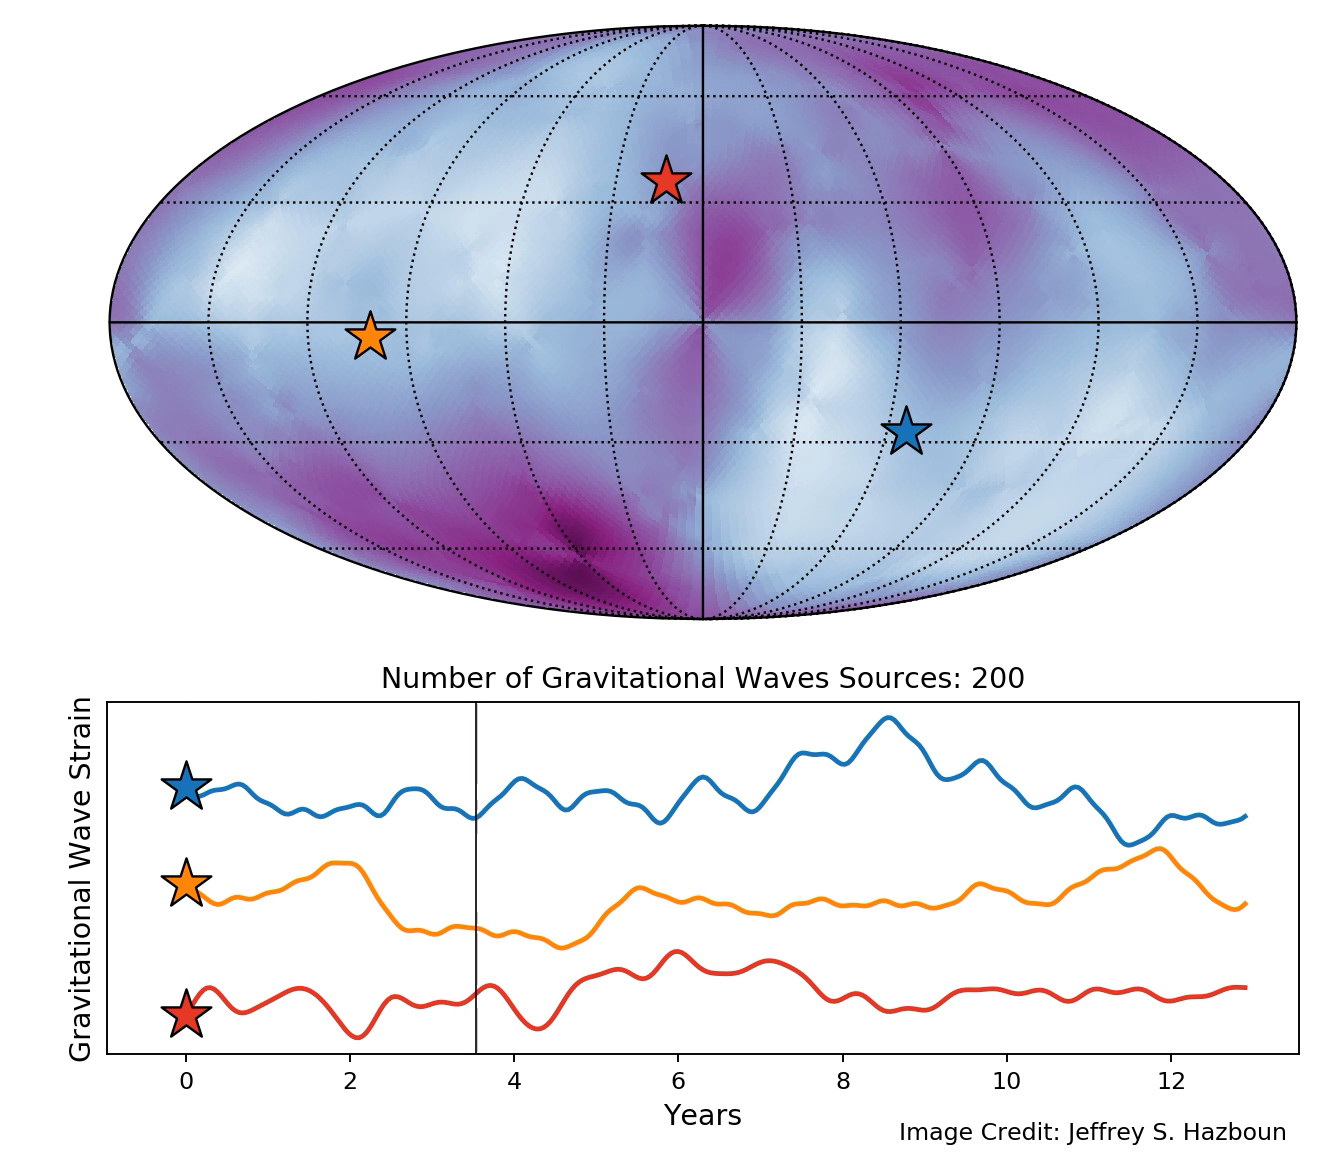 Number of Gravitational Waves Sources: 200
Gravitational Wave Strain
0 2 4 6 8 10 12
Years
Image Credit: Jeffrey S. Hazboun